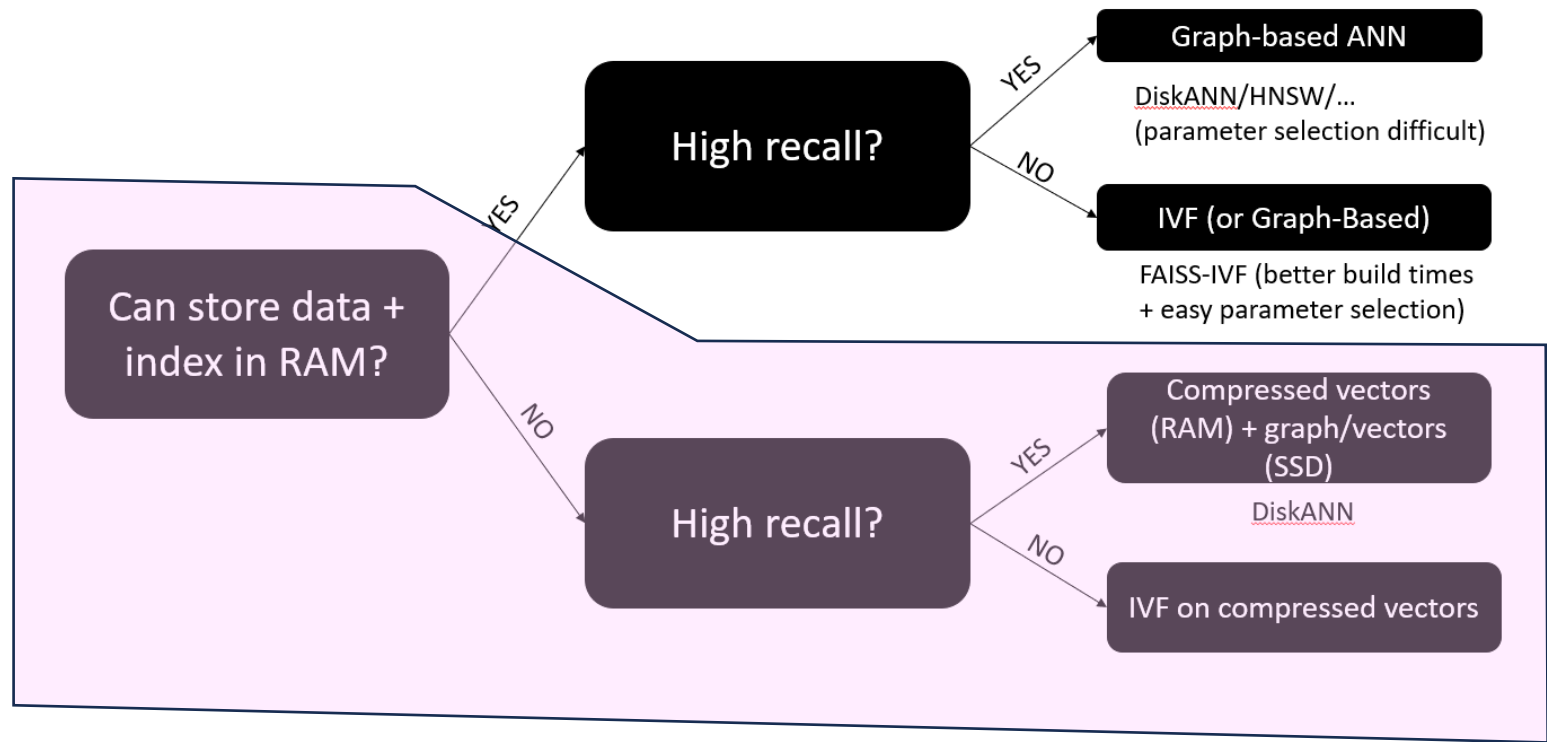 Graph-based ANN
YES
DiskANN/HNSW/...
(parameter selection difficult)
High recall?
NO
IVF (or Graph-Based)
YES
FAISS-IVF (better build times
+ easy parameter selection)
Can store data +
index in RAM?
Compressed vectors
(RAM) + graph/vectors
(SSD)
NO
YES
High recall?
DiskANN
NO
IVF on compressed vectors